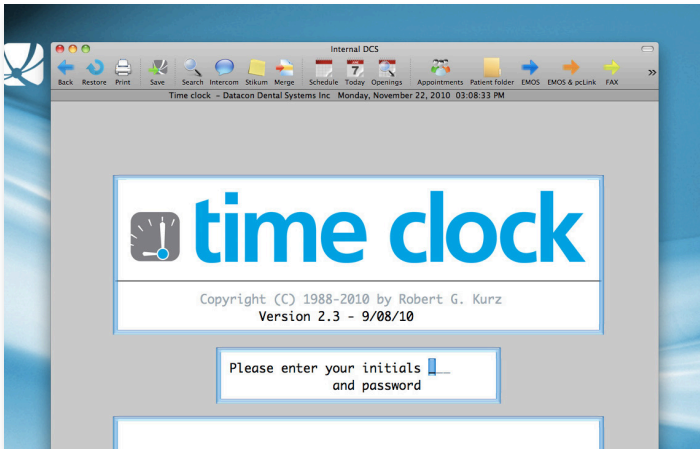 Internal DCS
Back Restore Print Save Search Intercom Stikum Merge Schedule Today Openings Appointments Patient folder EMOS EMOS & pcLink FAX »
7
Time clock – Datacon Dental Systems Inc Monday, November 22, 2010 03:08:33 PM
time clock
Copyright (C) 1988-2010 by Robert G. Kurz
Version 2.3 - 9/08/10
Please enter your initials
and password